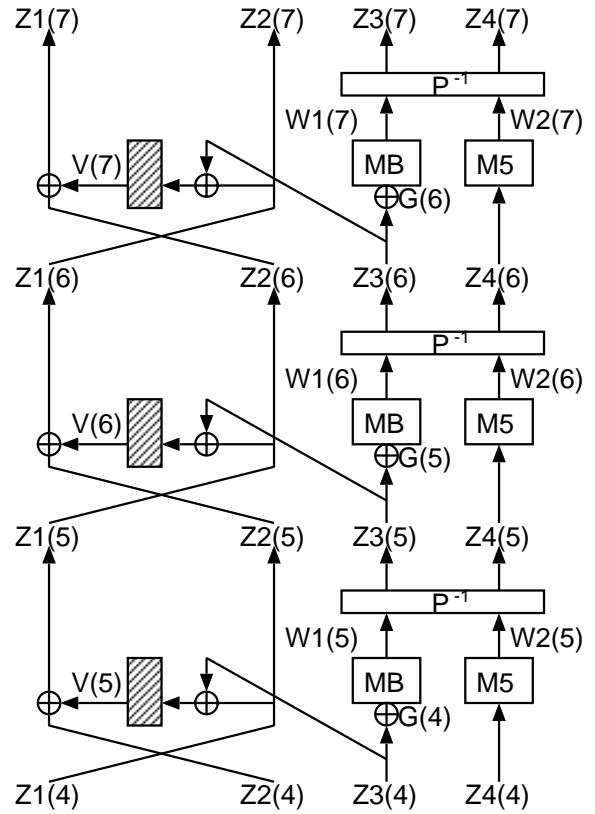 Z1(7) Z2(7) Z3(7) Z4(7)
P -1
W1(7) W2(7)
V(7) MB M5
G(6)
Z1(6) Z2(6) Z3(6) Z4(6)
P -1
W1(6) W2(6)
V(6) MB M5
G(5)
Z1(5) Z2(5) Z3(5) Z4(5)
P -1
W1(5) W2(5)
V(5) MB M5
G(4)
Z1(4) Z2(4) Z3(4) Z4(4)